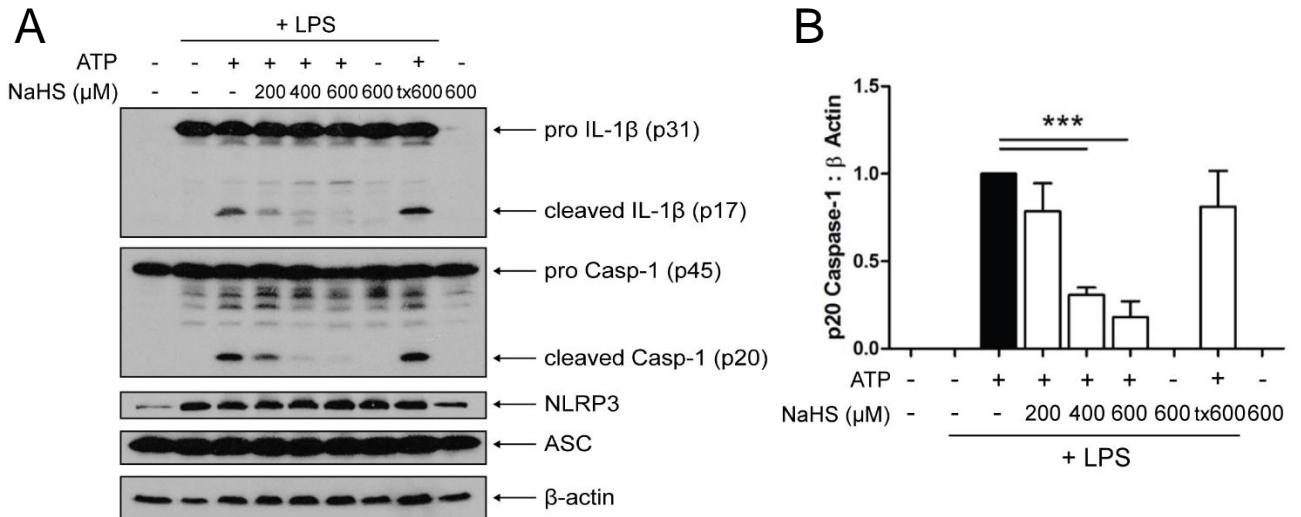 A
+ LPS
ATP - - + + + + - + -
NaHS (µM) - - - 200 400 600 600 tx600 600
pro IL-1β (p31)
cleaved IL-1β (p17)
pro Casp-1 (p45)
cleaved Casp-1 (p20)
NLRP3
ASC
β-actin
B
p20 Caspase-1 : β Actin
1.5
1.0
0.5
0.0
***
ATP - - + + + + - + -
NaHS (µM) - - - 200 400 600 600 tx600 600
+ LPS